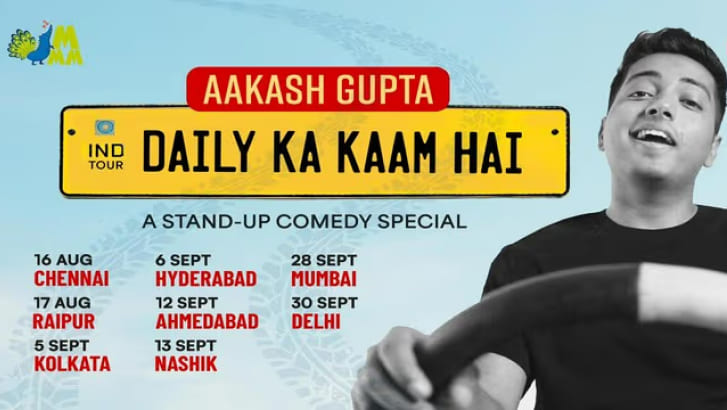 M
MMM
AAKASH GUPTA
IND
TOUR
DAILY KA KAAM HAI
A STAND-UP COMEDY SPECIAL
16 AUG
CHENNAI
17 AUG
RAIPUR
5 SEPT
KOLKATA
6 SEPT
HYDERABAD
12 SEPT
AHMEDABAD
13 SEPT
NASHIK
28 SEPT
MUMBAI
30 SEPT
DELHI